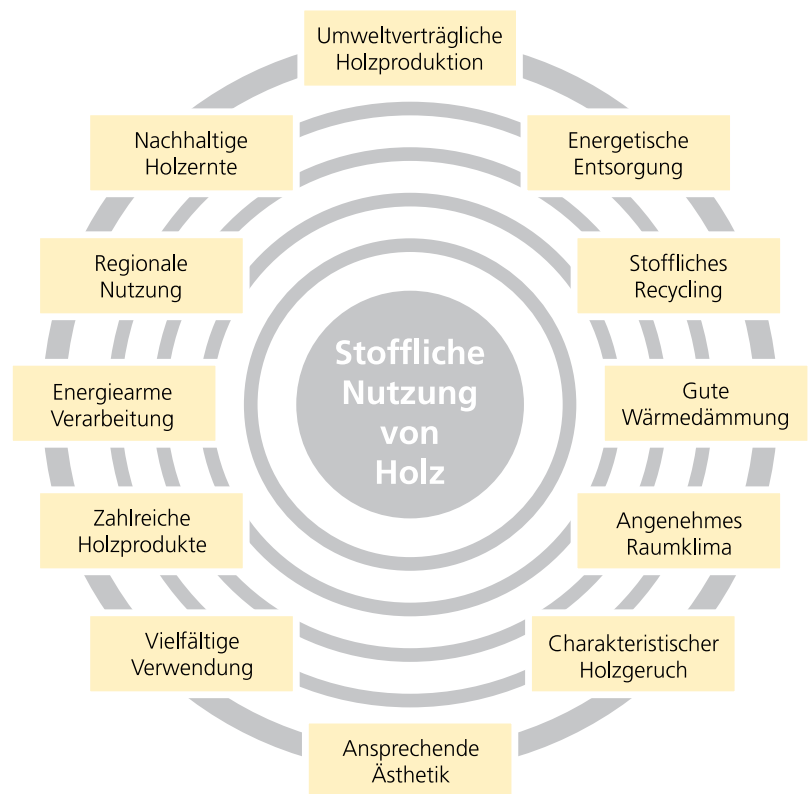 Umweltverträgliche
Holzproduktion
Nachhaltige
Holzernte
Energetische
Entsorgung
Regionale
Nutzung
Stoffliches
Recycling
Stoffliche
Nutzung
von
Holz
Energiearme
Verarbeitung
Gute
Wärmedämmung
Zahlreiche
Holzprodukte
Angenehmes
Raumklima
Vielfältige
Verwendung
Charakteristischer
Holzgeruch
Ansprechende
Ästhetik